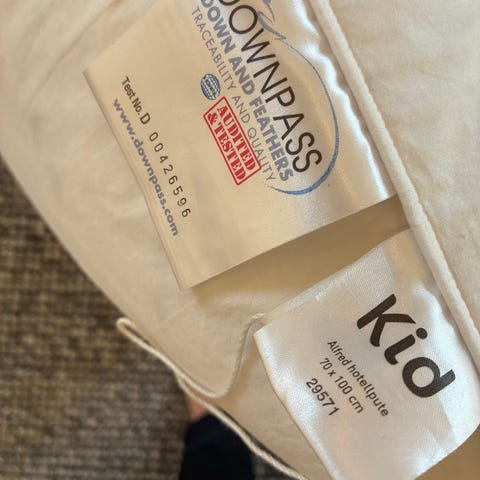 DOWNPASS
DOWN AND FEATHERS
TRACEABILITY AND QUALITY
AUDITED
& TESTED
Test No. D 00426596
www.downpass.com
Kid
Alfred hotellpute
70 x 100 cm
29571